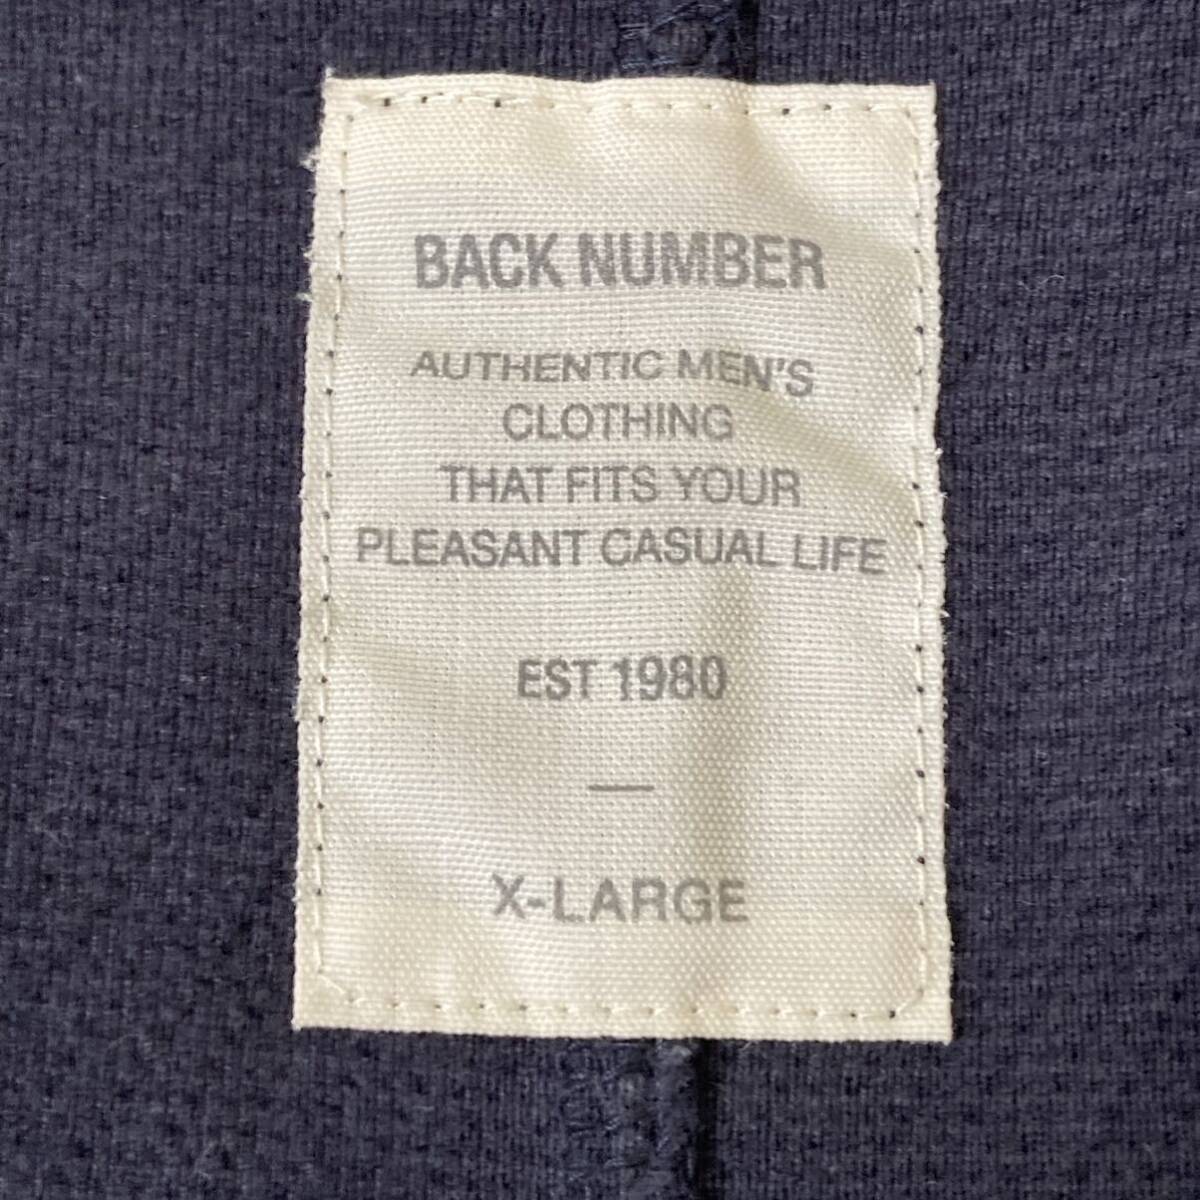 BACK NUMBER
AUTHENTIC MEN'S
CLOTHING
THAT FITS YOUR
PLEASANT CASUAL LIFE
EST 1980
—
X-LARGE